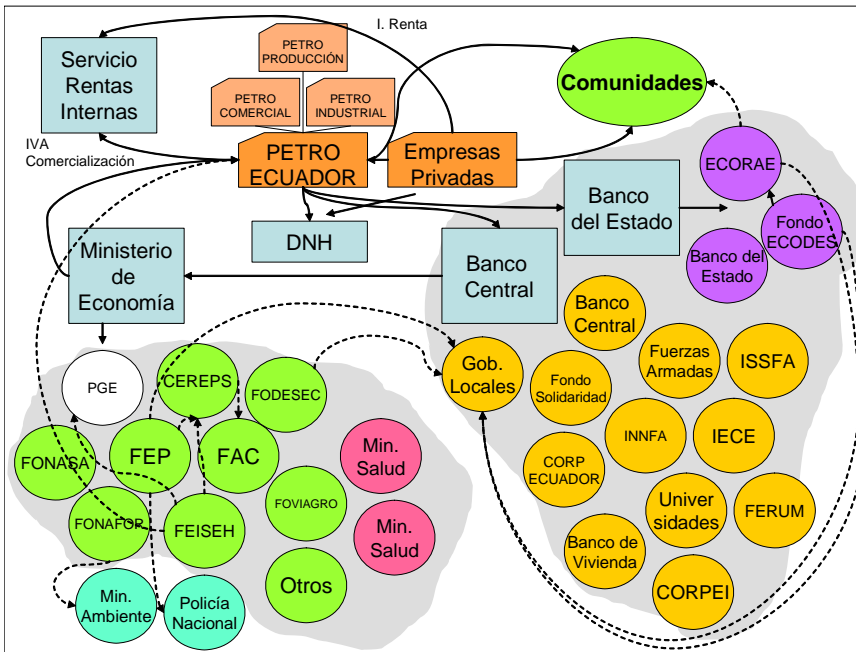 I. Renta
Servicio
Rentas
Internas
PETRO
PRODUCCIÓN
PETRO
COMERCIAL
PETRO
INDUSTRIAL
Comunidades
IVA
Comercialización
PETRO
ECUADOR
Empresas
Privadas
ECORAE
Banco
del Estado
Fondo
ECODES
DNH
Ministerio
de
Economía
Banco
Central
Banco del
Estado
Banco
Central
PGE
CEREPS
FODESEC
Gob.
Locales
Fondo
Solidaridad
Fuerzas
Armadas
ISSFA
FONASA
FEP
FAC
Min.
Salud
INNFA
IECE
CORP
ECUADOR
FONAFOR
FEISEH
FOVIAGRO
Min.
Salud
Univer
sidades
FERUM
Banco de
Vivienda
Otros
CORPEI
Min.
Ambiente
Policía
Nacional